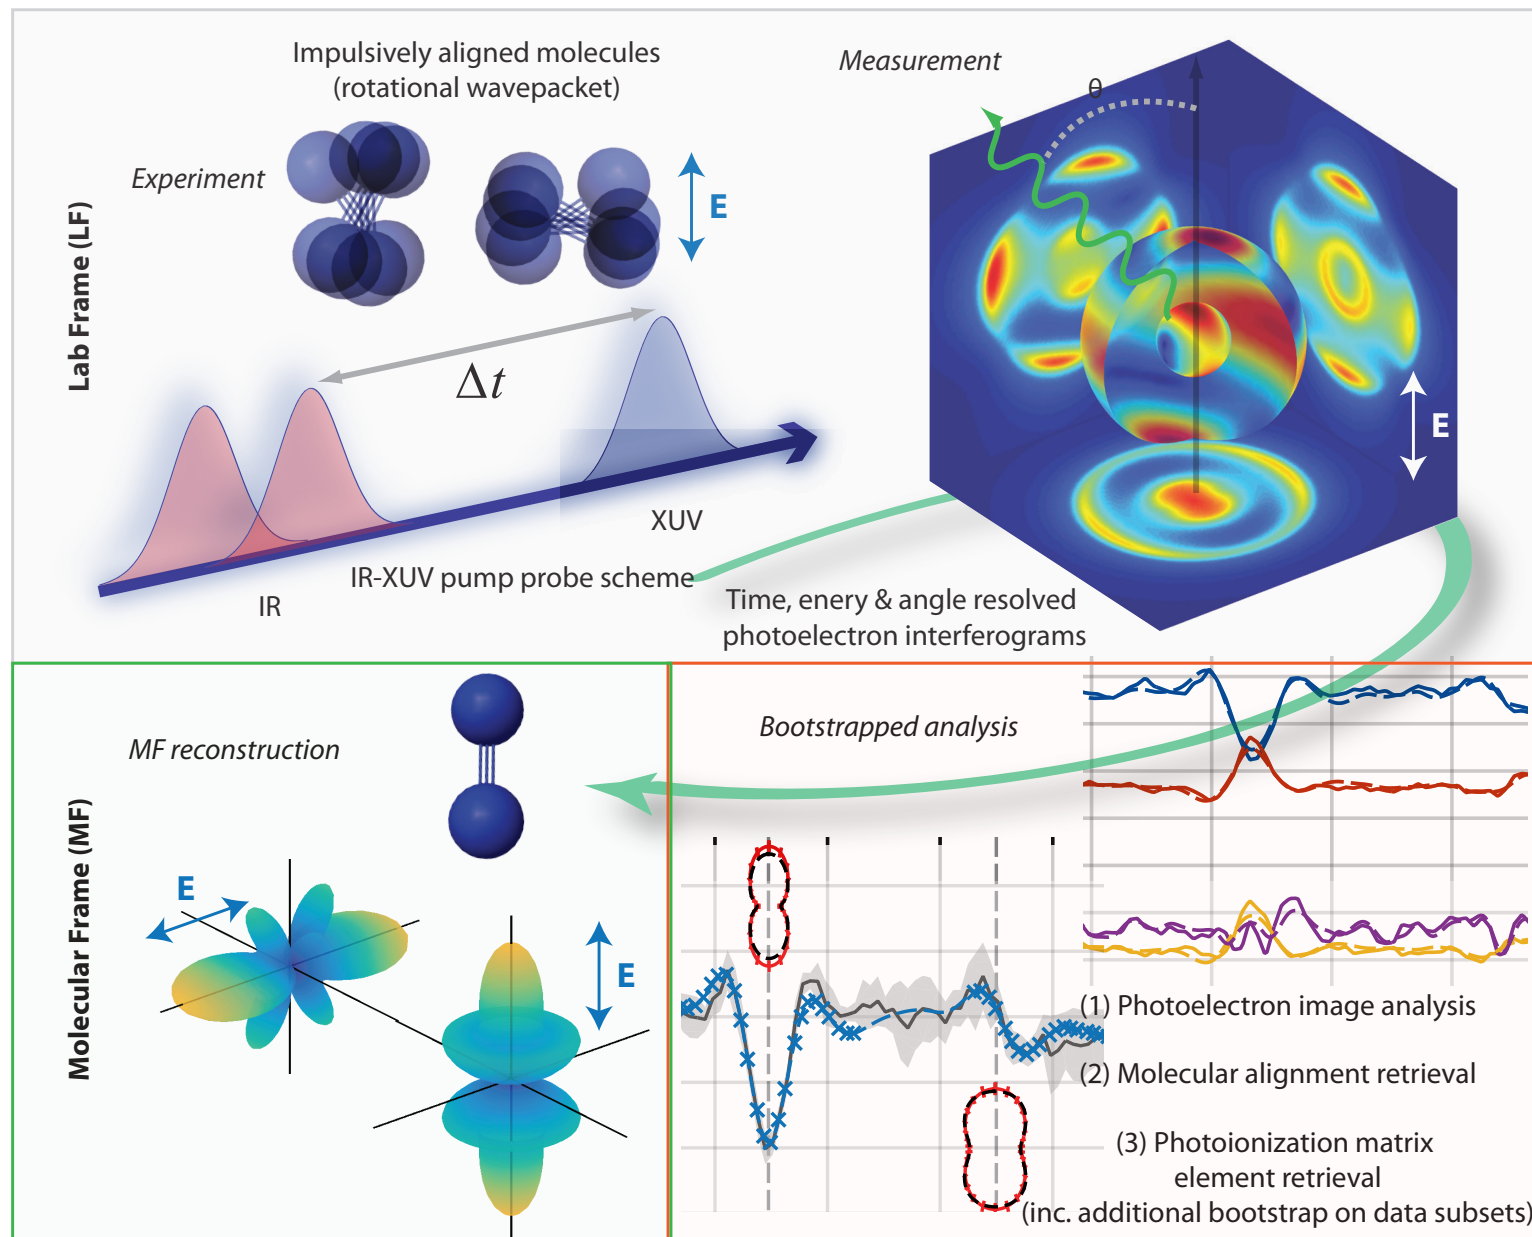 Impulsively aligned molecules
(rotational wavepacket)
Experiment
E
Lab Frame (LF)
Δt
XUV
IR-XUV pump probe scheme
IR
Measurement
θ
E
Time, enery & angle resolved
photoelectron interferograms
MF reconstruction
Molecular Frame (MF)
E
E
Bootstrapped analysis
(1) Photoelectron image analysis
(2) Molecular alignment retrieval
(3) Photoionization matrix
element retrieval
(inc. additional bootstrap on data subsets)